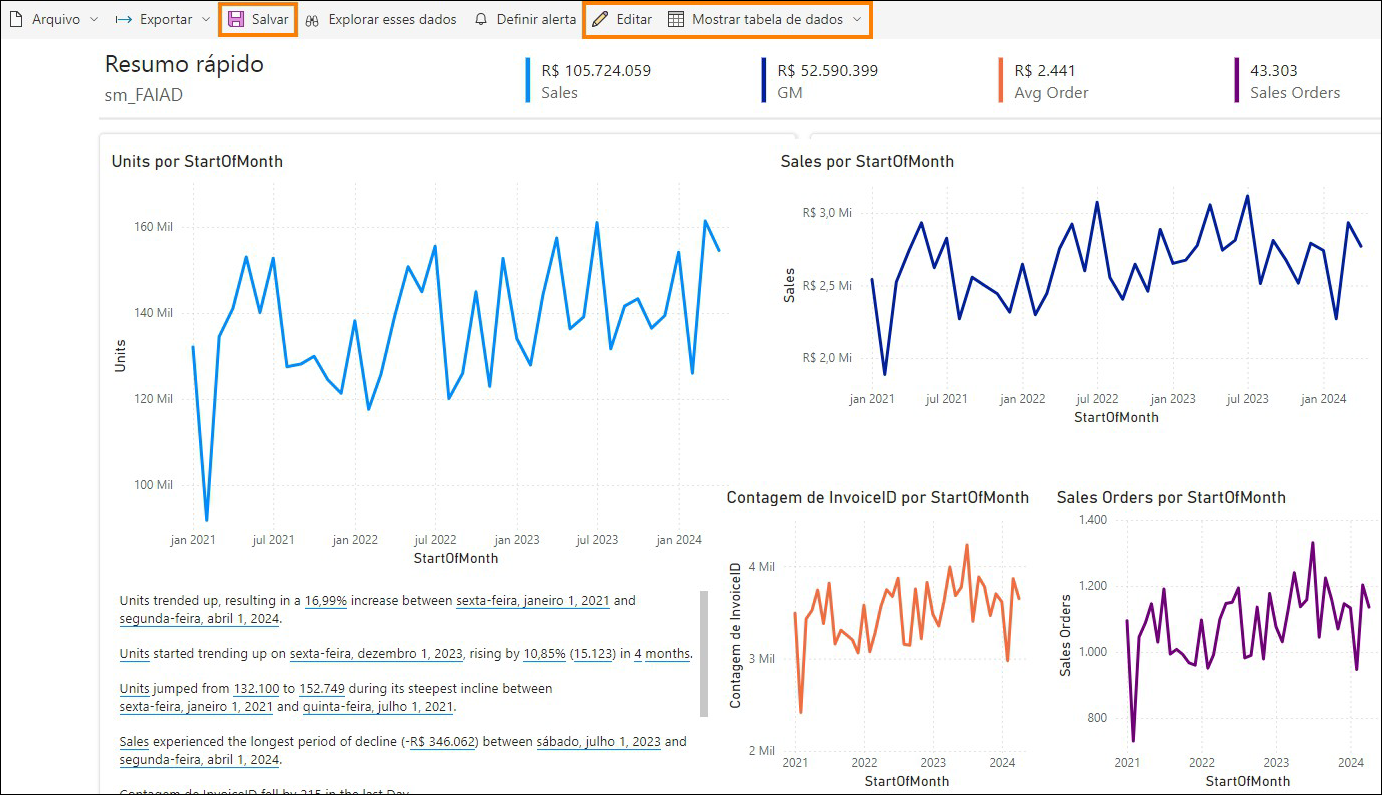 Arquivo Exportar Salvar Explorar esses dados Definir alerta Editar Mostrar tabela de dados
Resumo rápido
sm_FAIAD
R$ 105.724.059
Sales
R$ 52.590.399
GM
R$ 2.441
Avg Order
43.303
Sales Orders
Units por StartOfMonth
160 Mil
140 Mil
120 Mil
100 Mil
Units
jan 2021 jul 2021 jan 2022 jul 2022 jan 2023 jul 2023 jan 2024
StartOfMonth
Sales por StartOfMonth
R$ 3,0 Mi
R$ 2,5 Mi
R$ 2,0 Mi
Sales
jan 2021 jul 2021 jan 2022 jul 2022 jan 2023 jul 2023 jan 2024
StartOfMonth
Contagem de InvoiceID por StartOfMonth
4 Mil
3 Mil
2 Mil
Contagem de InvoiceID
2021 2022 2023 2024
StartOfMonth
Sales Orders por StartOfMonth
1.400
1.200
1.000
800
Sales Orders
2021 2022 2023 2024
StartOfMonth
Units trended up, resulting in a 16,99% increase between sexta-feira, janeiro 1, 2021 and
segunda-feira, abril 1, 2024.
Units started trending up on sexta-feira, dezembro 1, 2023, rising by 10,85% (15.123) in 4 months.
Units jumped from 132.100 to 152.749 during its steepest incline between
sexta-feira, janeiro 1, 2021 and quinta-feira, julho 1, 2021.
Sales experienced the longest period of decline (-R$ 346.062) between sábado, julho 1, 2023 and
segunda-feira, abril 1, 2024.
Contagem de InvoiceID fell by 215 in the last Day.